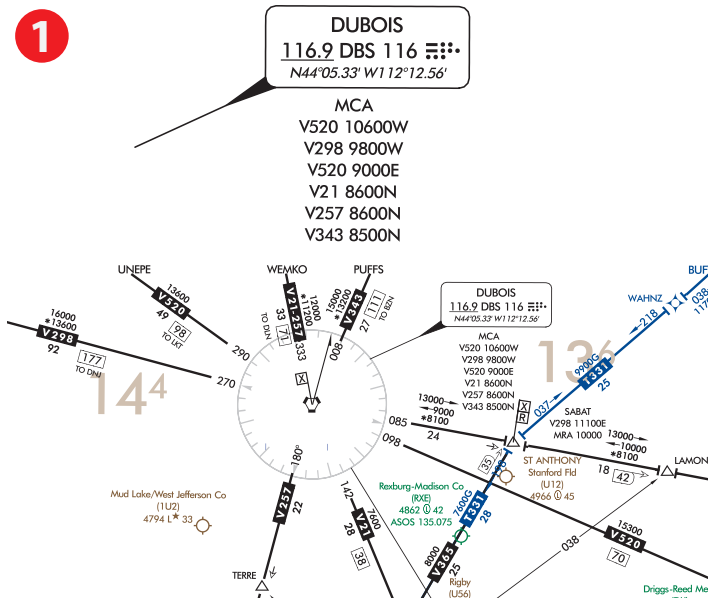 1
DUBOIS
116.9 DBS 116
N44°05.33' W112°12.56'
MCA
V520 10600W
V298 9800W
V520 9000E
V21 8600N
V257 8600N
V343 8500N
UNEPE
WEMKO
PUFFS
BUF
13600
V520
49
98
TO LKT
290
16000
*13600
V298
92
177
TO DNJ
270
14 4
12000
*11200
V21-257
33
71
TO DLN
333
15000
*13200
V343
27
111
TO BZN
008
X
DUBOIS
116.9 DBS 116
N44°05.33' W112°12.56'
MCA
V520 10600W
V298 9800W
V520 9000E
V21 8600N
V257 8600N
V343 8500N
X
R
13 6
WAHNZ
218
038
9900G
T331
25
037
SABAT
V298 11100E
MRA 10000
085
13000
9000
*8100
24
098
13000
10000
*8100
18
42
LAMON
35
ST ANTHONY
Stanford Fld
(U12)
4966 L 45
180°
V257
22
TERRE
Mud Lake/West Jefferson Co
(1U2)
4794 L* 33
142
V21
7600
28
38
Rexburg-Madison Co
(RXE)
4862 L 42
ASOS 135.075
7600G
T331
28
8000
V365
25
Rigby
(U56)
038
15300
V520
70
Driggs-Reed Me